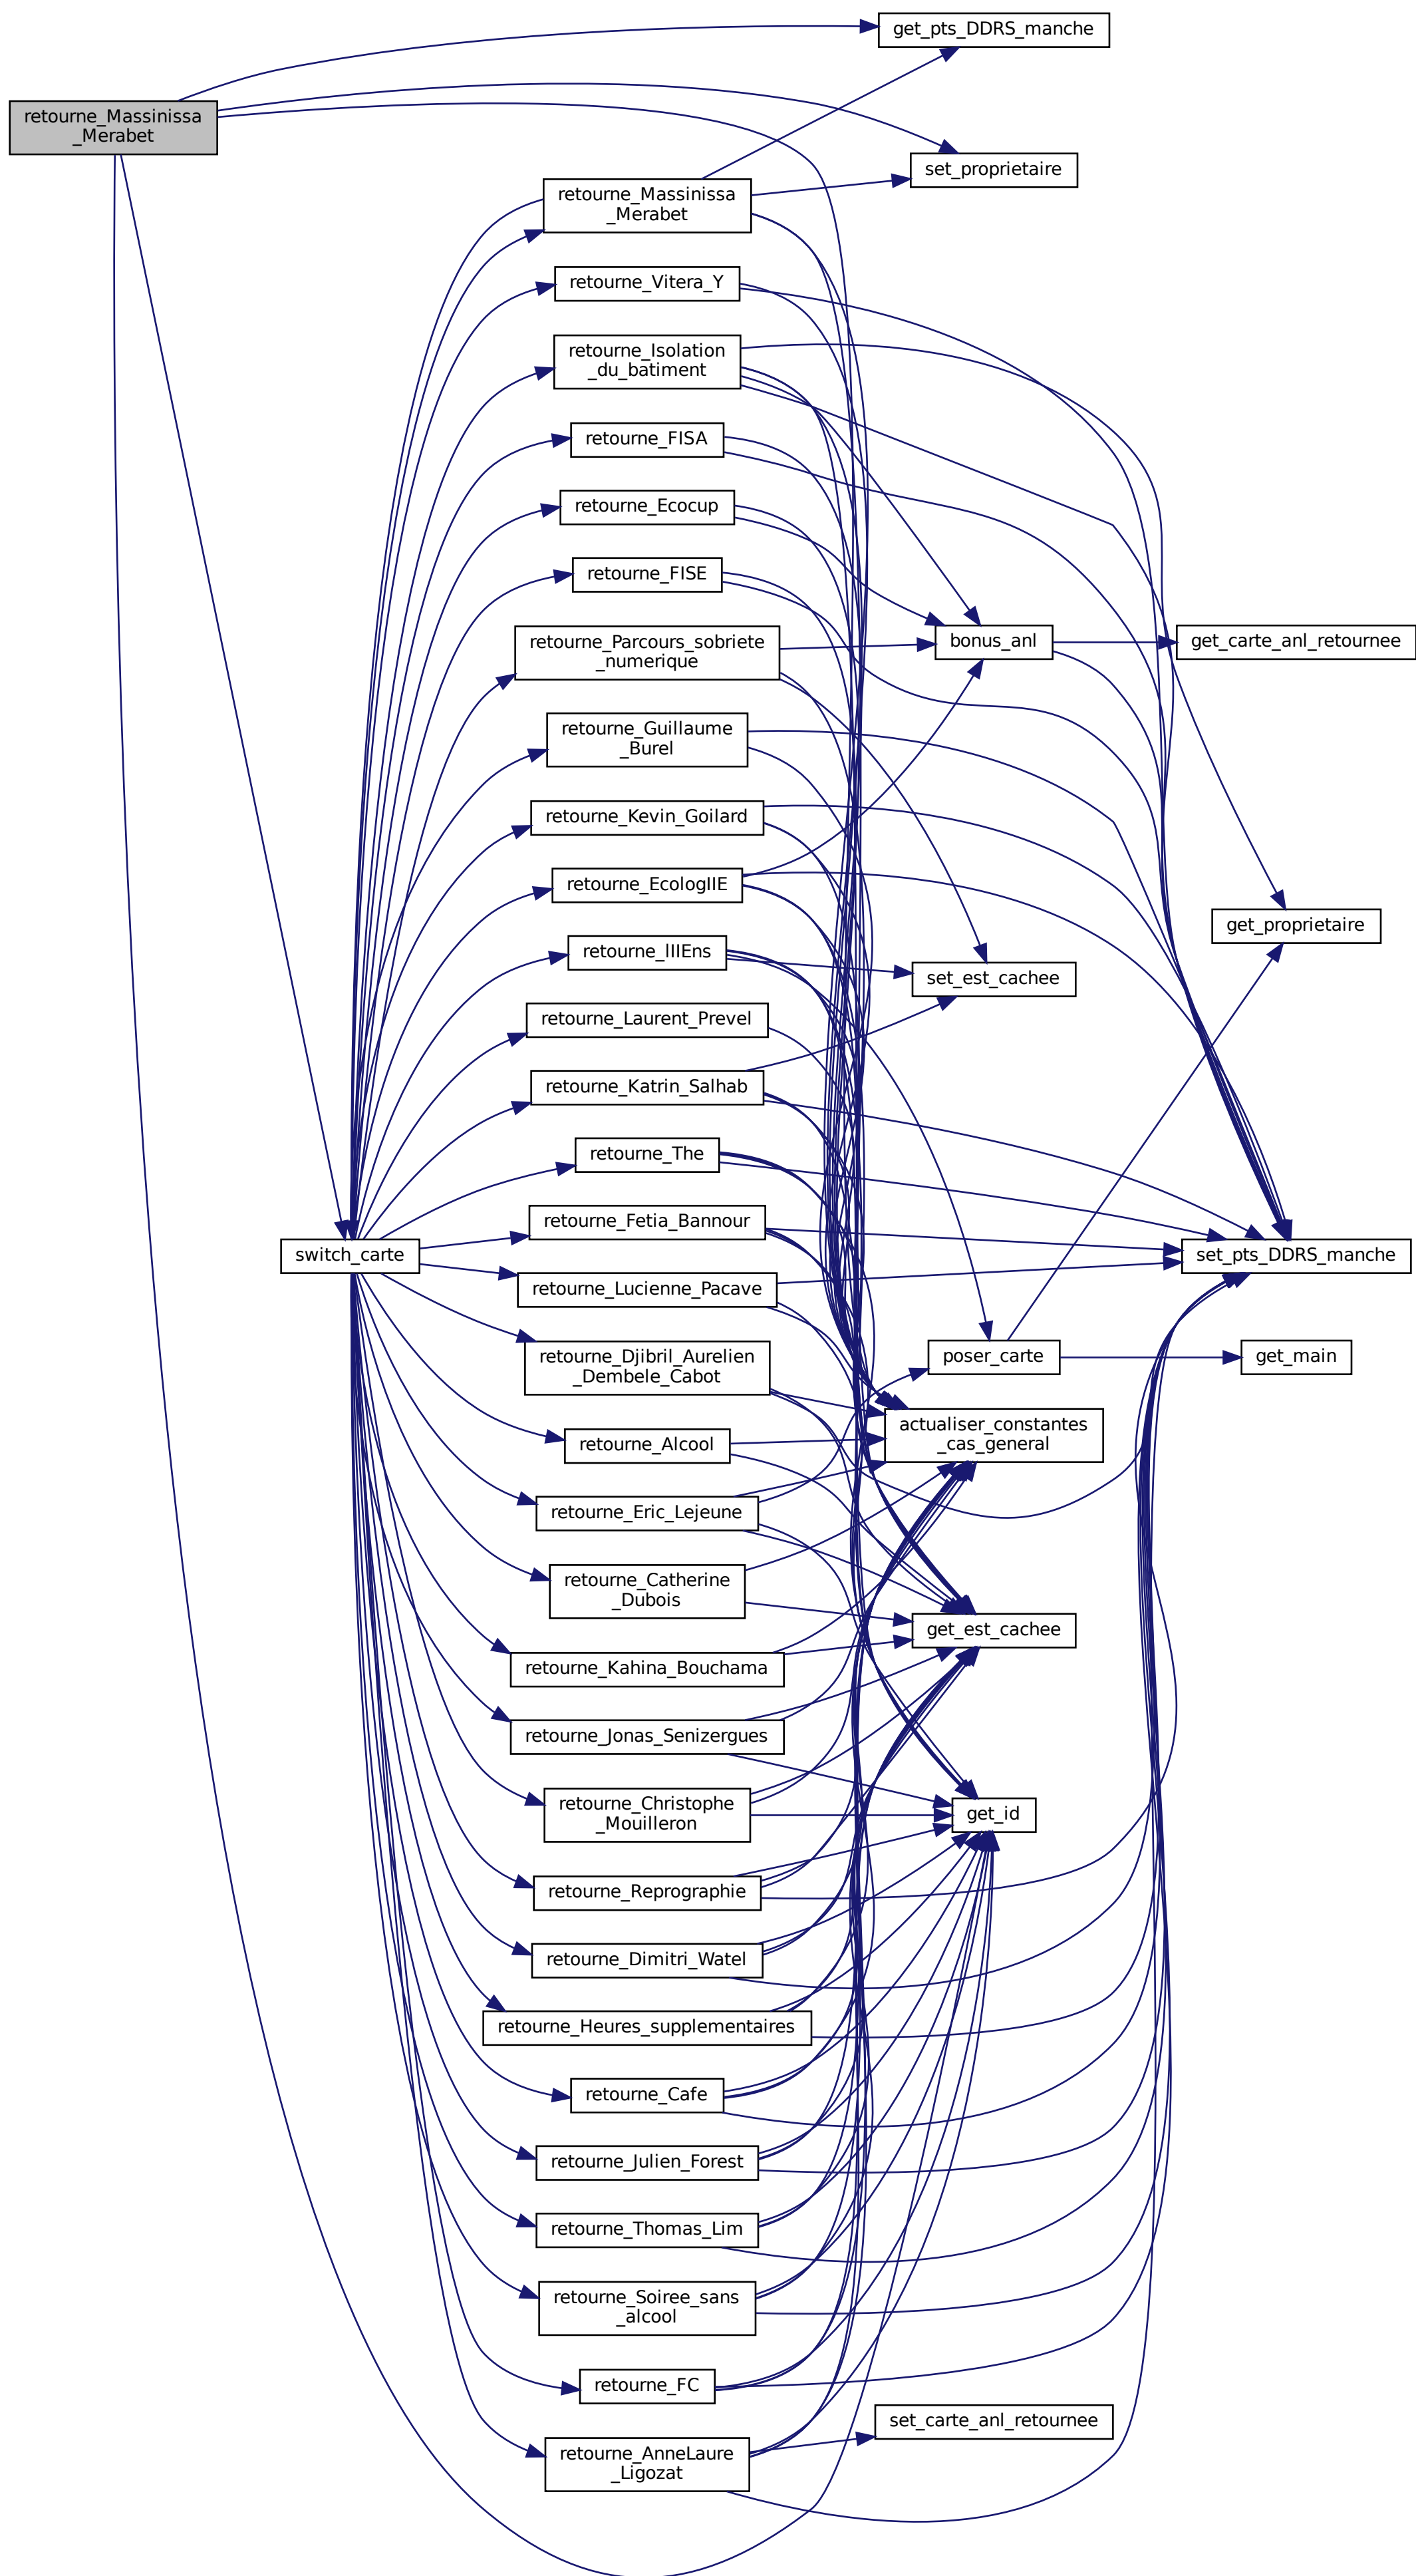 get_pts_DDRS_manche
retourne_Massinissa
_Merabet
set_proprietaire
retourne_Massinissa
_Merabet
retourne_Vitera_Y
retourne_Isolation
_du_batiment
retourne_FISA
retourne_Ecocup
retourne_FISE
retourne_Parcours_sobriete
_numerique
bonus_anl
get_carte_anl_retournee
retourne_Guillaume
_Burel
retourne_Kevin_Goilard
retourne_EcologIIE
get_proprietaire
retourne_lIIEns
set_est_cachee
retourne_Laurent_Prevel
retourne_Katrin_Salhab
retourne_The
retourne_Fetia_Bannour
switch_carte
set_pts_DDRS_manche
retourne_Lucienne_Pacave
retourne_Djibril_Aurelien
_Dembele_Cabot
poser_carte
get_main
retourne_Alcool
actualiser_constantes
_cas_general
retourne_Eric_Lejeune
retourne_Catherine
_Dubois
get_est_cachee
retourne_Kahina_Bouchama
retourne_Jonas_Senizergues
retourne_Christophe
_Mouilleron
get_id
retourne_Reprographie
retourne_Dimitri_Watel
retourne_Heures_supplementaires
retourne_Cafe
retourne_Julien_Forest
retourne_Thomas_Lim
retourne_Soiree_sans
_alcool
retourne_FC
set_carte_anl_retournee
retourne_AnneLaure
_Ligozat